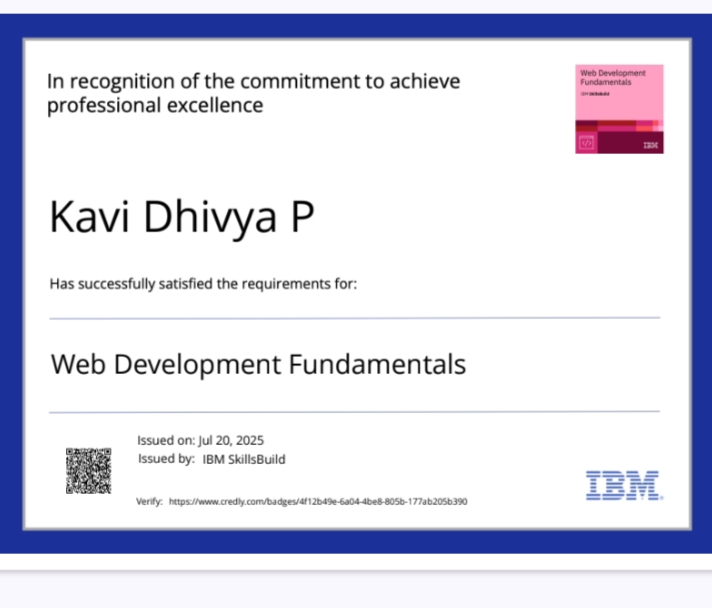 In recognition of the commitment to achieve
professional excellence
Web Development
Fundamentals
IBM SkillsBuild
IBM
Kavi Dhivya P
Has successfully satisfied the requirements for:
Web Development Fundamentals
Issued on: Jul 20, 2025
Issued by: IBM SkillsBuild
Verify: https://www.credly.com/badges/4f12b49e-6a04-4be8-805b-177ab205b390
IBM